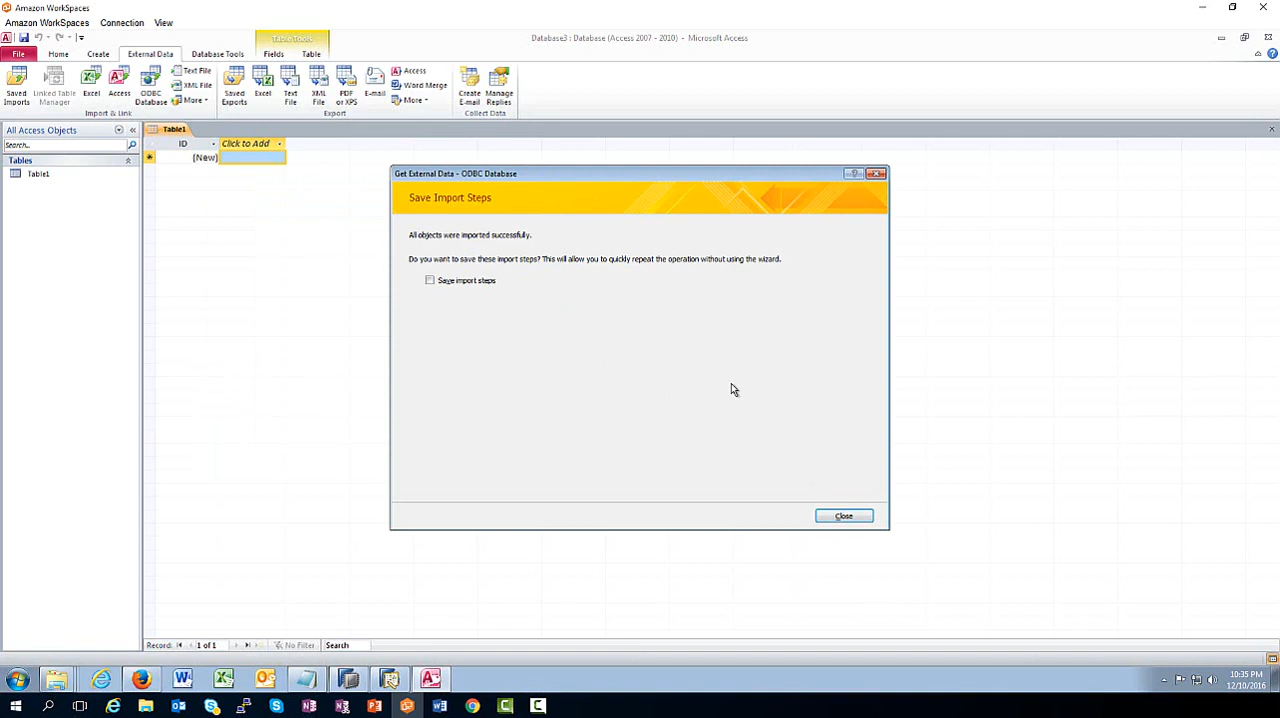 Amazon WorkSpaces
Amazon WorkSpaces Connection View
Table Tools
Database3 : Database (Access 2007 - 2010) - Microsoft Access
File Home Create External Data Database Tools Fields Table
Saved Imports
Linked Table Manager
Excel
Access
ODBC Database
Text File
XML File
More
Saved Exports
Excel
Text File
XML File
PDF or XPS
E-mail
Access
Word Merge
More
Create E-mail
Manage Replies
Import & Link
Export
Collect Data
All Access Objects
Search...
Tables
Table1
Table1
ID Click to Add
(New)
Get External Data - ODBC Database
Save Import Steps
All objects were imported successfully.
Do you want to save these import steps? This will allow you to quickly repeat the operation without using the wizard.
Save import steps
Close
Record: 1 of 1 No Filter Search
10:35 PM
12/10/2016